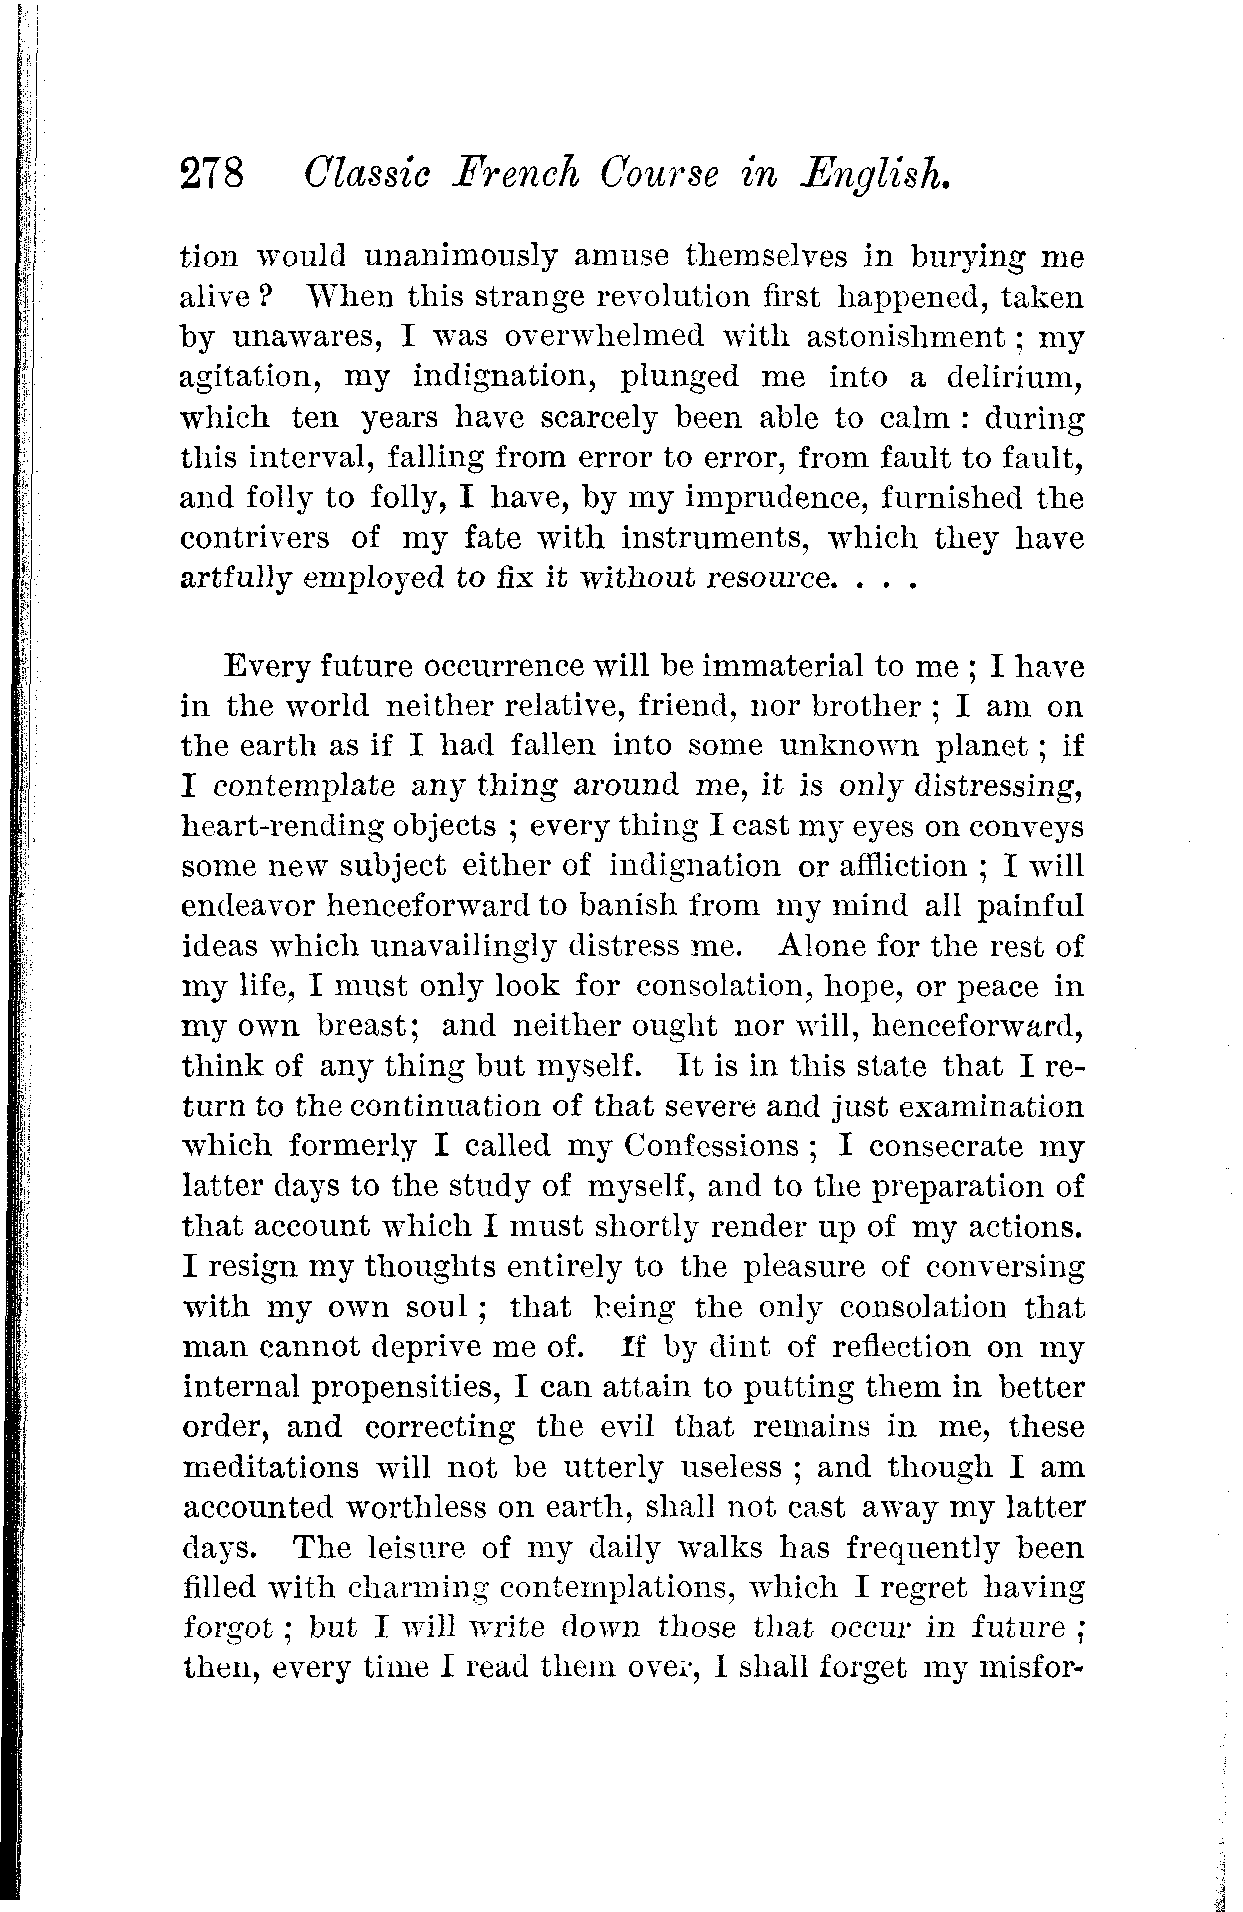 278 Classic French Course in English.
tion would unanimously amuse themselves in burying me
alive ? When this strange revolution first happened, taken
by unawares, I was overwhelmed with astonishment ; my
agitation, my indignation, plunged me into a delirium,
which ten years have scarcely been able to calm : during
this interval, falling from error to error, from fault to fault,
and folly to folly, I have, by my imprudence, furnished the
contrivers of my fate with instruments, which they have
artfully employed to fix it without resource. . . .
Every future occurrence will be immaterial to me ; I have
in the world neither relative, friend, nor brother ; I am on
the earth as if I had fallen into some unknown planet ; if
I contemplate any thing around me, it is only distressing,
heart-rending objects ; every thing I cast my eyes on conveys
some new subject either of indignation or affliction ; I will
endeavor henceforward to banish from my mind all painful
ideas which unavailingly distress me. Alone for the rest of
my life, I must only look for consolation, hope, or peace in
my own breast; and neither ought nor will, henceforward,
think of any thing but myself. It is in this state that I re-
turn to the continuation of that severe and just examination
which formerly I called my Confessions ; I consecrate my
latter days to the study of myself, and to the preparation of
that account which I must shortly render up of my actions.
I resign my thoughts entirely to the pleasure of conversing
with my own soul ; that being the only consolation that
man cannot deprive me of. If by dint of reflection on my
internal propensities, I can attain to putting them in better
order, and correcting the evil that remains in me, these
meditations will not be utterly useless ; and though I am
accounted worthless on earth, shall not cast away my latter
days. The leisure of my daily walks has frequently been
filled with charming contemplations, which I regret having
forgot ; but I will write down those that occur in future ;
then, every time I read them over, I shall forget my misfor-